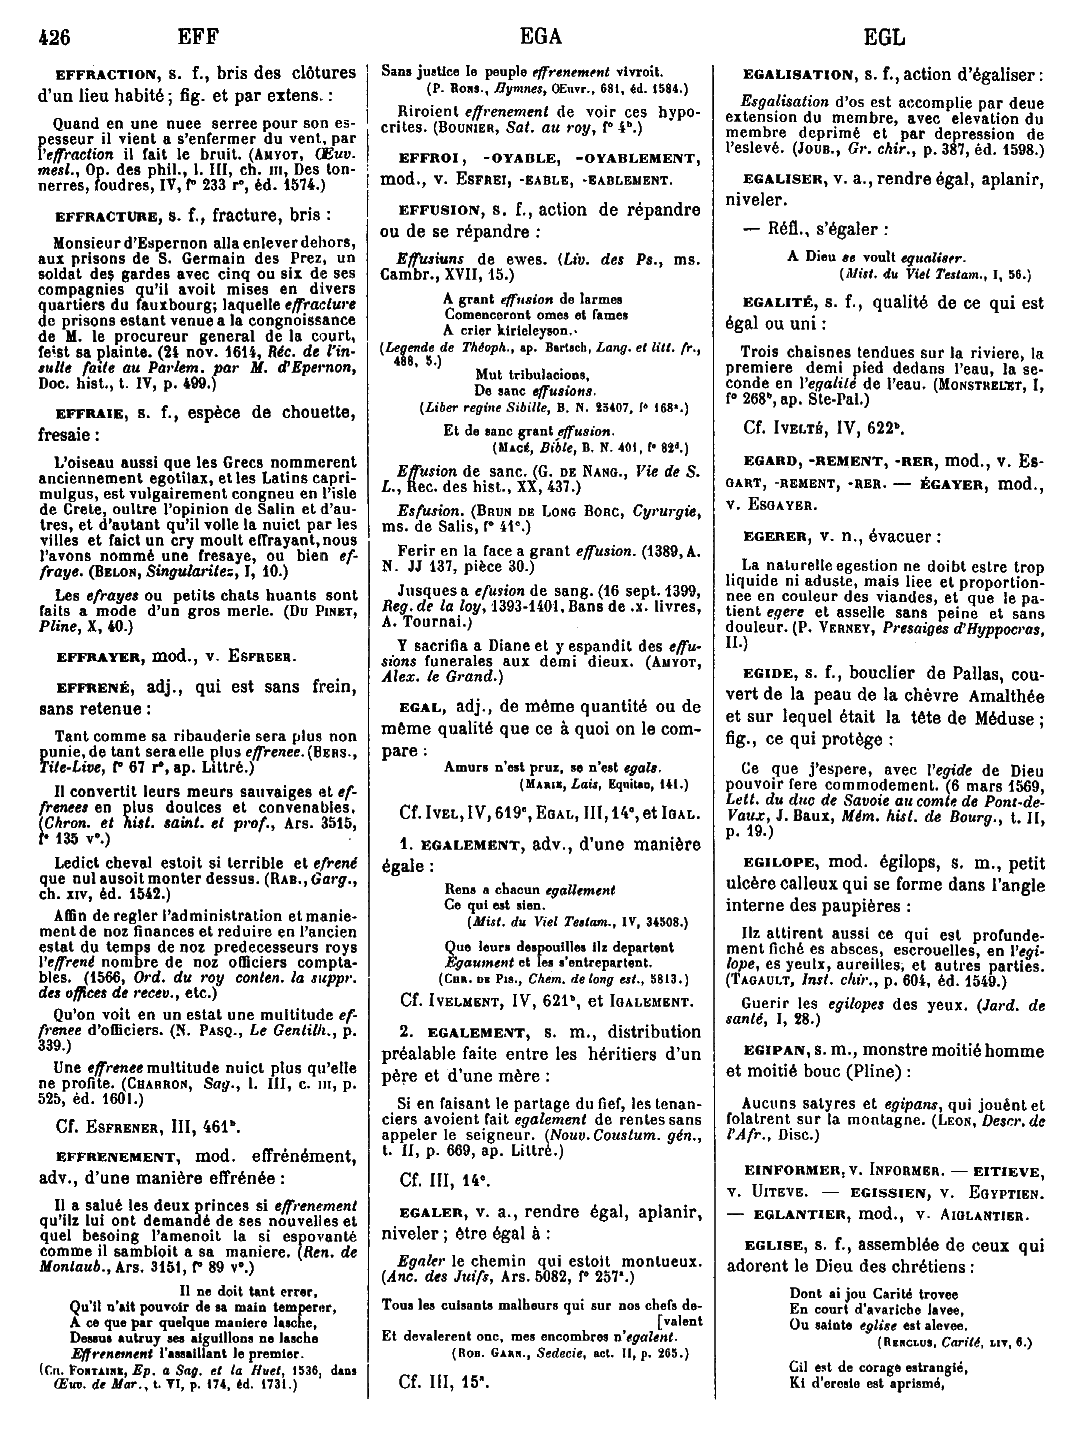 426 EFF EGA EGL
EFFRACTION, s. f., bris des clôtures
d'un lieu habité; fig. et par extens. :
Quand en une nuee serree pour son es-
pesseur il vient a s'enfermer du vent, par
l'effraction il fait le bruit. (AMYOT, Œuv.
mesl., Op. des phil., l. III, ch. III, Des ton-
nerres, foudres, IV, f° 233 r°, éd. 1574.)
EFFRACTURE, s. f., fracture, bris :
Monsieur d'Espernon alla enlever dehors,
aux prisons de S. Germain des Prez, un
soldat des gardes avec cinq ou six de ses
compagnies qu'il avoit mises en divers
quartiers du fauxbourg; laquelle effracture
de prisons estant venue a la congnoissance
de M. le procureur general de la court,
feist sa plainte. (24 nov. 1614, Réc. de l'in-
sulte faite au Parlem. par M. d'Epernon,
Doc. hist., t. IV, p. 499.)
EFFRAIE, s. f., espèce de chouette,
fresaie :
L'oiseau aussi que les Grecs nommerent
anciennement egotilax, et les Latins capri-
mulgus, est vulgairement congneu en l'isle
de Crete, oultre l'opinion de Salin et d'au-
tres, et d'autant qu'il volle la nuict par les
villes et faict un cry moult effrayant, nous
l'avons nommé une fresaye, ou bien ef-
fraye. (BELON, Singularitez, I, 10.)
Les efrayes ou petits chats huants sont
faits a mode d'un gros merle. (DU PINET,
Pline, X, 40.)
EFFRAYER, mod., v. ESFREER.
EFFRENÉ, adj., qui est sans frein,
sans retenue :
Tant comme sa ribauderie sera plus non
punie, de tant sera elle plus effrenee. (BERS.,
Tite-Live, f° 67 r°, ap. Littré.)
Il convertit leurs meurs sauvaiges et ef-
frenees en plus doulces et convenables.
(Chron. et hist. saint. et prof., Ars. 3515,
f° 135 v°.)
Ledict cheval estoit si terrible et efrené
que nul ausoit monter dessus. (RAB., Garg.,
ch. XIV, éd. 1542.)
Affin de regler l'administration et manie-
ment de noz finances et reduire en l'ancien
estat du temps de noz predecesseurs roys
l'effrené nombre de noz officiers compta-
bles. (1566, Ord. du roy conten. la suppr.
des offices de recev., etc.)
Qu'on voit en un estat une multitude ef-
frenee d'officiers. (N. PASQ., Le Gentilh., p.
339.)
Une effrenee multitude nuict plus qu'elle
ne profite. (CHARRON, Sag., l. III, c. III, p.
525, éd. 1601.)
Cf. ESFRENER, III, 461ᵇ.
EFFRENEMENT, mod. effrénément,
adv., d'une manière effrénée :
Il a salué les deux princes si effrenement
qu'ilz lui ont demandé de ses nouvelles et
quel besoing l'amenoit la si espovanté
comme il sambloit a sa maniere. (Ren. de
Montaub., Ars. 3151, f° 89 v°.)
Il ne doit tant errer,
Qu'il n'ait pouvoir de sa main temperer,
A ce que par quelque maniere lasche,
Dessus autruy ses aiguillons ne lasche
Effrenement l'assaillant le premier.
(CH. FONTAINE, Ep. a Sag. et la Huet, 1536, dans
Œuv. de Mar., t. VI, p. 174, éd. 1731.)
Sans justice le peuple effrenement vivroit.
(P. RONS., Hymnes, Œuvr., 681, éd. 1584.)
Riroient effrenement de voir ces hypo-
crites. (BOUNIER, Sat. au roy, f° 4ᵇ.)
EFFROI, -OYABLE, -OYABLEMENT,
mod., v. ESFREI, -EABLE, -EABLEMENT.
EFFUSION, s. f., action de répandre
ou de se répandre :
Effusiuns de ewes. (Liv. des Ps., ms.
Cambr., XVII, 15.)
A grant effusion de larmes
Comenceront omes et fames
A crier kirieleyson.
(Legende de Théoph., ap. Bartsch, Lang. et litt. fr.,
488, 5.)
Mut tribulacions,
De sanc effusions.
(Liber regine Sibille, B. N. 25407, f° 168ᵃ.)
Et de sanc grant effusion.
(MACÉ, Bible, B. N. 401, f° 82ᵈ.)
Effusion de sanc. (G. DE NANG., Vie de S.
L., Rec. des hist., XX, 437.)
Esfusion. (BRUN DE LONG BORC, Cyrurgie,
ms. de Salis, f° 41ᶜ.)
Ferir en la face a grant effusion. (1389, A.
N. JJ 137, pièce 30.)
Jusques a efusion de sang. (16 sept. 1399,
Reg. de la loy, 1393-1401, Bans de .x. livres,
A. Tournai.)
Y sacrifia a Diane et y espandit des effu-
sions funerales aux demi dieux. (AMYOT,
Alex. le Grand.)
EGAL, adj., de même quantité ou de
même qualité que ce à quoi on le com-
pare :
Amurs n'est pruz, se n'est egals.
(MARIE, Lais, Equitan, 141.)
Cf. IVEL, IV, 619ᶜ, EGAL, III, 14ᶜ, et IGAL.
1. EGALEMENT, adv., d'une manière
égale :
Rens a chacun egallement
Ce qui est sien.
(Mist. du Viel Testam., IV, 34508.)
Que leurs despouilles ilz departent
Egaument et les s'entrepartent.
(CHR. DE PIS., Chem. de long est., 5813.)
Cf. IVELMENT, IV, 621ᵇ, et IGALEMENT.
2. EGALEMENT, s. m., distribution
préalable faite entre les héritiers d'un
père et d'une mère :
Si en faisant le partage du fief, les tenan-
ciers avoient fait egalement de rentes sans
appeler le seigneur. (Nouv. Coustum. gén.,
t. II, p. 669, ap. Littré.)
Cf. III, 14ᶜ.
EGALER, v. a., rendre égal, aplanir,
niveler ; être égal à :
Egaler le chemin qui estoit montueux.
(Anc. des Juifs, Ars. 5082, f° 257ᵃ.)
Tous les cuisants malheurs qui sur nos chefs de-
[valent
Et devalerent onc, mes encombres n'egalent.
(ROB. GARN., Sedecie, act. II, p. 265.)
Cf. III, 15ᵃ.
EGALISATION, s. f., action d'égaliser :
Esgalisation d'os est accomplie par deue
extension du membre, avec elevation du
membre deprimé et par depression de
l'eslevé. (JOUB., Gr. chir., p. 387, éd. 1598.)
EGALISER, v. a., rendre égal, aplanir,
niveler.
— Réfl., s'égaler :
A Dieu se voult equaliser.
(Mist. du Viel Testam., I, 56.)
EGALITÉ, s. f., qualité de ce qui est
égal ou uni :
Trois chaisnes tendues sur la riviere, la
premiere demi pied dedans l'eau, la se-
conde en l'egalité de l'eau. (MONSTRELET, I,
f° 268ᵇ, ap. Ste-Pal.)
Cf. IVELTÉ, IV, 622ᵇ.
EGARD, -REMENT, -RER, mod., v. ES-
GART, -REMENT, -RER. — ÉGAYER, mod.,
v. ESGAYER.
EGERER, v. n., évacuer :
La naturelle egestion ne doibt estre trop
liquide ni aduste, mais liee et proportion-
nee en couleur des viandes, et que le pa-
tient egere et asselle sans peine et sans
douleur. (P. VERNEY, Presaiges d'Hyppocras,
II.)
EGIDE, s. f., bouclier de Pallas, cou-
vert de la peau de la chèvre Amalthée
et sur lequel était la tête de Méduse ;
fig., ce qui protège :
Ce que j'espere, avec l'egide de Dieu
pouvoir fere commodement. (6 mars 1569,
Lett. du duc de Savoie au comte de Pont-de-
Vaux, J. Baux, Mém. hist. de Bourg., t. II,
p. 19.)
EGILOPE, mod. égilops, s. m., petit
ulcère calleux qui se forme dans l'angle
interne des paupières :
Ilz attirent aussi ce qui est profunde-
ment fiché es absces, escrouelles, en l'egi-
lope, es yeulx, aureilles, et autres parties.
(TAGAULT, Inst. chir., p. 604, éd. 1549.)
Guerir les egilopes des yeux. (Jard. de
santé, I, 28.)
EGIPAN, s. m., monstre moitié homme
et moitié bouc (Pline) :
Aucuns satyres et egipans, qui jouênt et
folatrent sur la montagne. (LEON, Descr. de
l'Afr., Disc.)
EINFORMER, v. INFORMER. — EITIEVE,
v. UITEVE. — EGISSIEN, v. EGYPTIEN.
— EGLANTIER, mod., v. AIGLANTIER.
EGLISE, s. f., assemblée de ceux qui
adorent le Dieu des chrétiens :
Dont ai jou Carité trovee
En court d'avariche lavee,
Ou sainte eglise est alevee.
(RENCLUS, Carité, LIV, 6.)
Cil est de corage estrangié,
Ki d'eresie est aprismé,